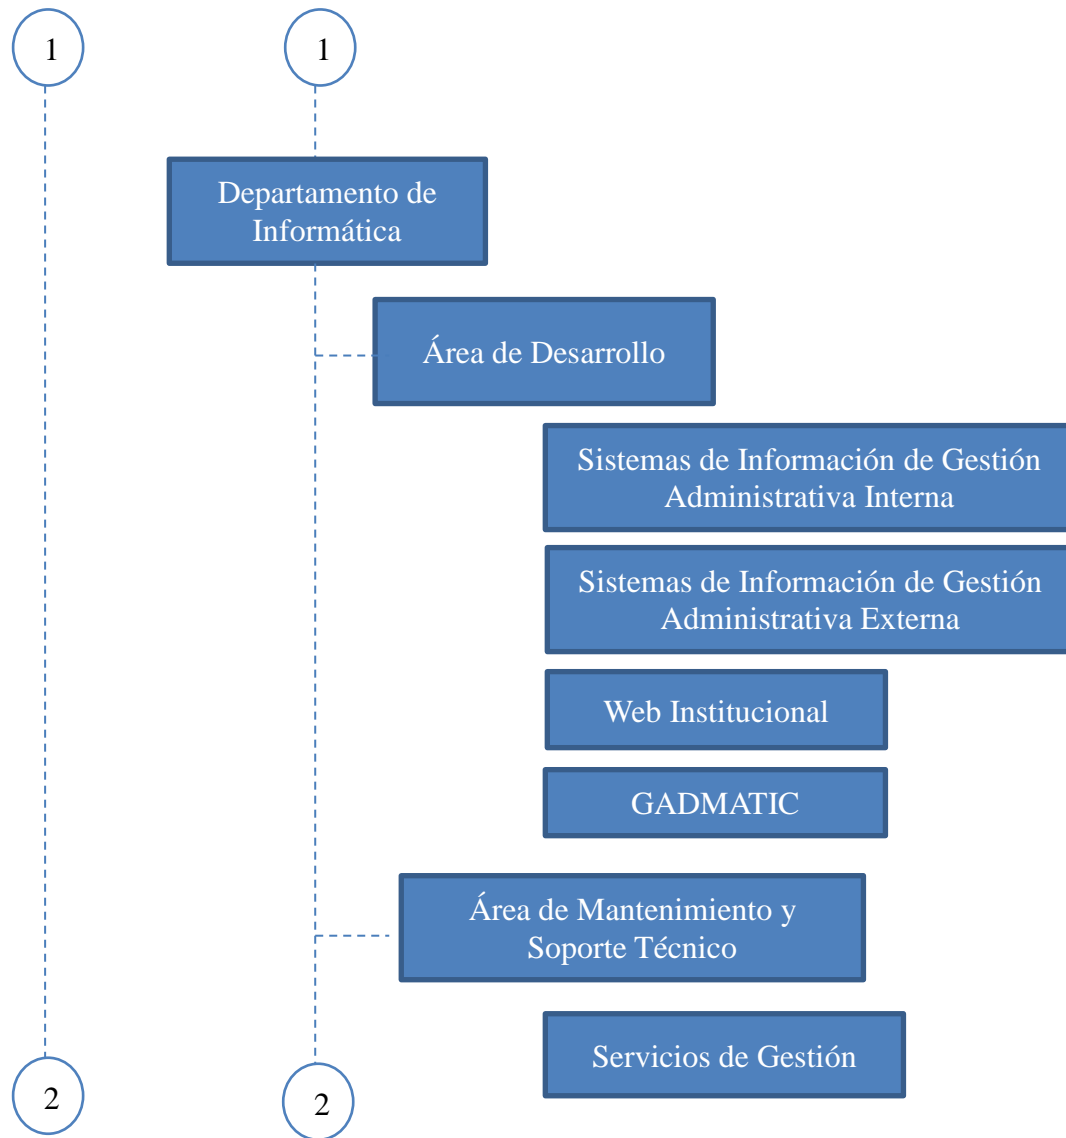 1
1
Departamento de
Informática
Área de Desarrollo
Sistemas de Información de Gestión
Administrativa Interna
Sistemas de Información de Gestión
Administrativa Externa
Web Institucional
GADMATIC
Área de Mantenimiento y
Soporte Técnico
Servicios de Gestión
2
2